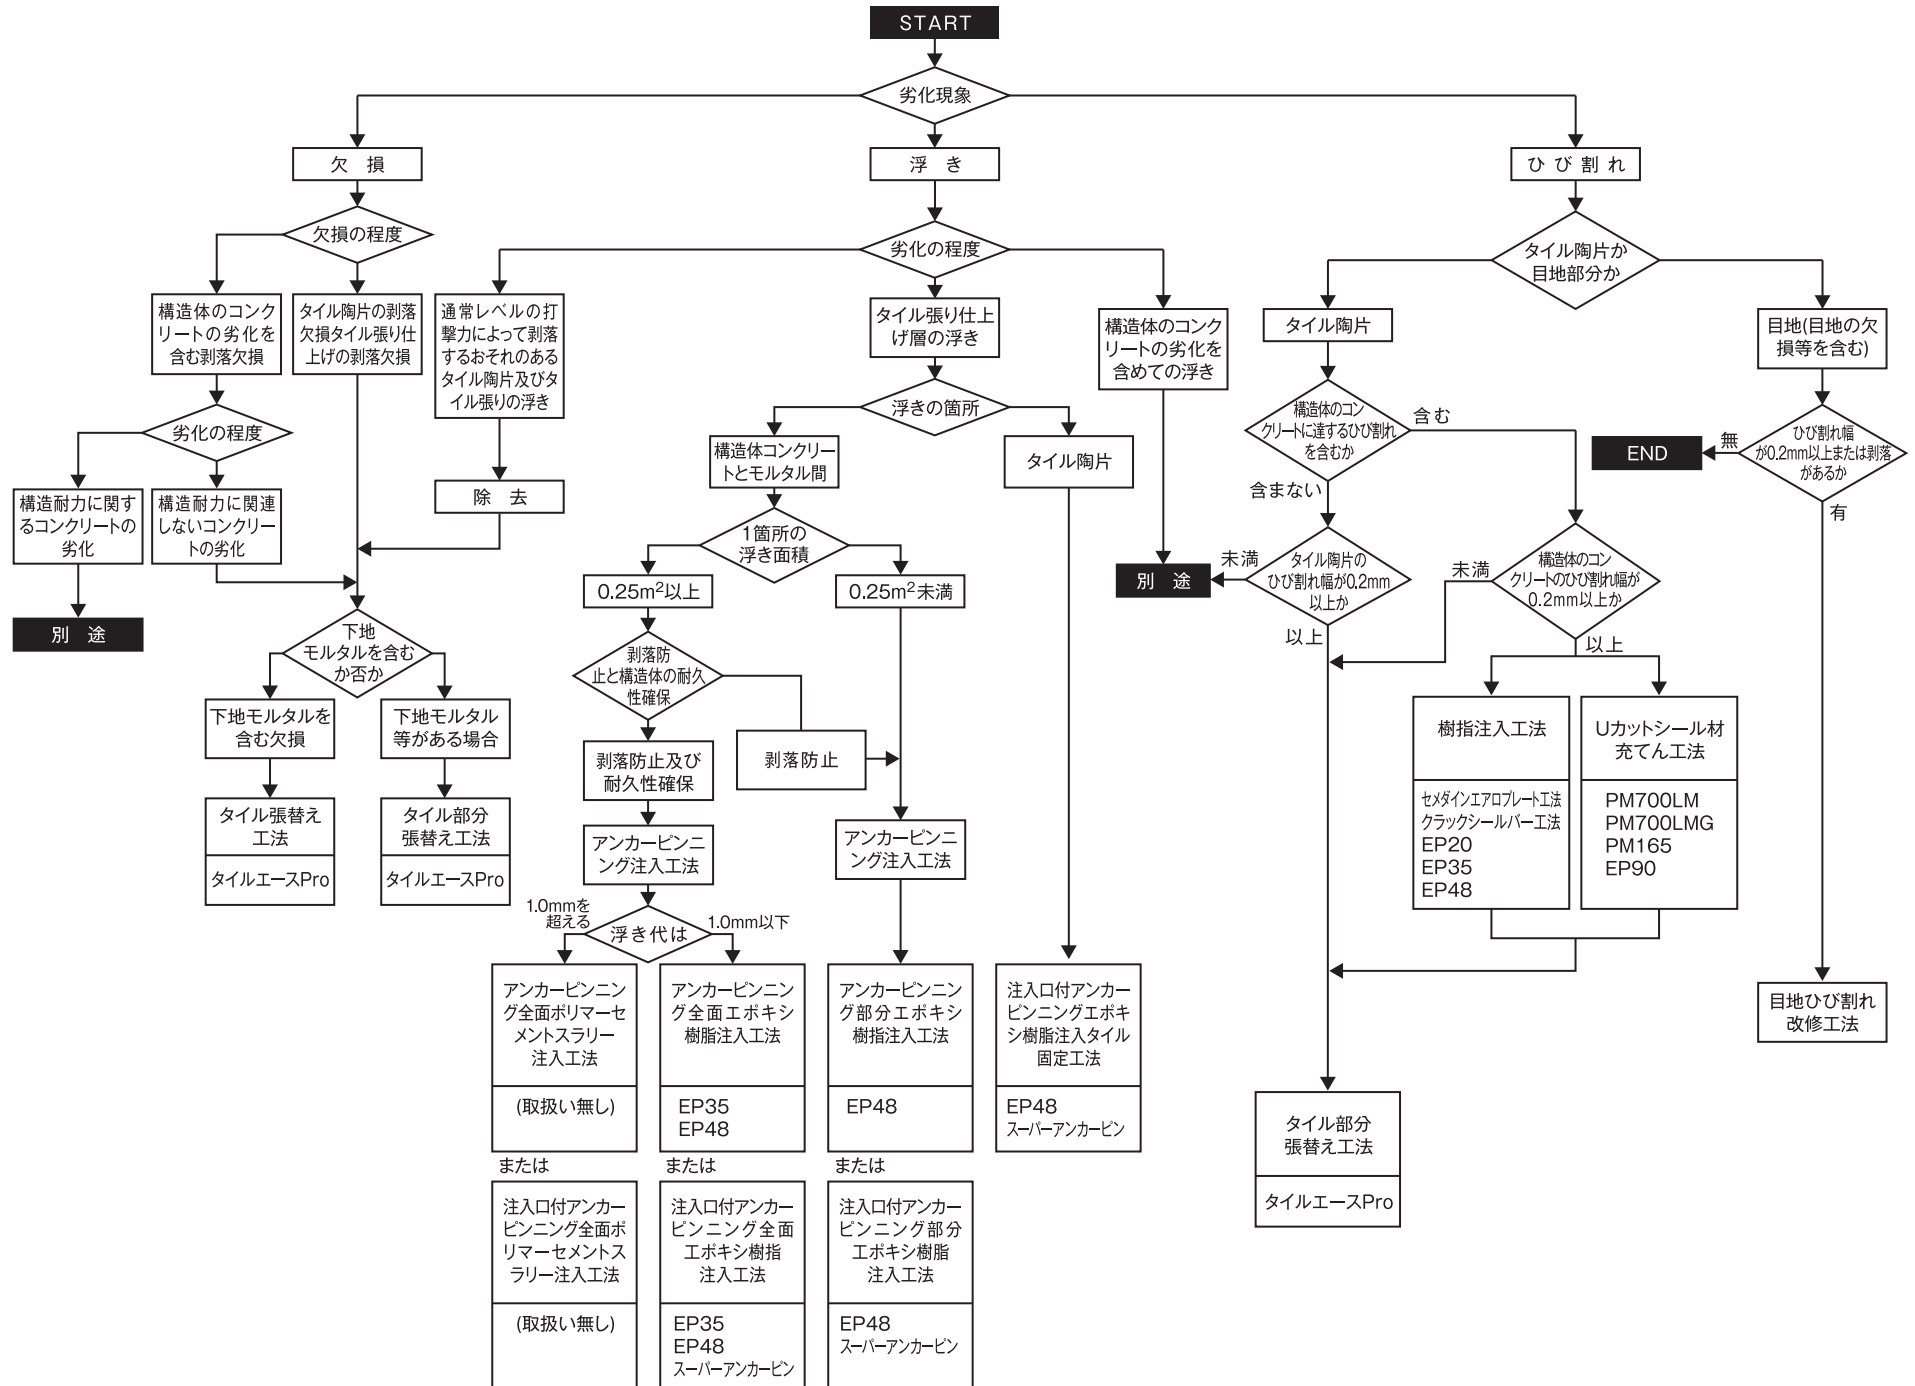 START
劣化現象
欠　損
浮　き
ひ び 割 れ
欠損の程度
構造体のコンク
リートの劣化を
含む剥落欠損
タイル陶片の剥落
欠損タイル張り仕
上げの剥落欠損
劣化の程度
構造耐力に関す
るコンクリートの
劣化
構造耐力に関連
しないコンクリー
トの劣化
別　途
下地
モルタルを含む
か否か
下地モルタルを
含む欠損
下地モルタル
等がある場合
タイル張替え
工法
タイルエースPro
タイル部分
張替え工法
タイルエースPro
劣化の程度
通常レベルの打
撃力によって剥落
するおそれのある
タイル陶片及びタ
イル張りの浮き
除　去
タイル張り仕上
げ層の浮き
構造体のコンク
リートの劣化を
含めての浮き
別　途
浮きの箇所
構造体コンクリー
トとモルタル間
タイル陶片
1箇所の
浮き面積
0.25m²以上
0.25m²未満
剥落防
止と構造体の耐久
性確保
剥落防止及び
耐久性確保
剥落防止
アンカーピンニ
ング注入工法
アンカーピンニ
ング注入工法
浮き代は
1.0mmを
超える
1.0mm以下
アンカーピンニン
グ全面ポリマーセ
メントスラリー
注入工法
(取扱い無し)
または
注入口付アンカー
ピンニング全面ポ
リマーセメントス
ラリー注入工法
(取扱い無し)
アンカーピンニン
グ全面エポキシ
樹脂注入工法
EP35
EP48
または
注入口付アンカー
ピンニング全面
エポキシ樹指
注入工法
EP35
EP48
スーパーアンカーピン
アンカーピンニン
グ部分エポキシ
樹指注入工法
EP48
または
注入口付アンカー
ピンニング部分
エポキシ樹脂
注入工法
EP48
スーパーアンカーピン
注入口付アンカー
ピンニングエポキ
シ樹脂注入タイル
固定工法
EP48
スーパーアンカーピン
タイル陶片か
目地部分か
タイル陶片
目地(目地の欠
損等を含む)
構造体のコン
クリートに達するひび割れ
を含むか
含む
含まない
タイル陶片の
ひび割れ幅が0.2mm
以上か
未満
以上
構造体のコン
クリートのひび割れ幅が
0.2mm以上か
未満
以上
樹指注入工法
セメダインエアロプレート工法
クラックシールバー工法
EP20
EP35
EP48
Uカットシール材
充てん工法
PM700LM
PM700LMG
PM165
EP90
タイル部分
張替え工法
タイルエースPro
ひび割れ幅
が0.2mm以上または剥落
があるか
無
END
有
目地ひび割れ
改修工法